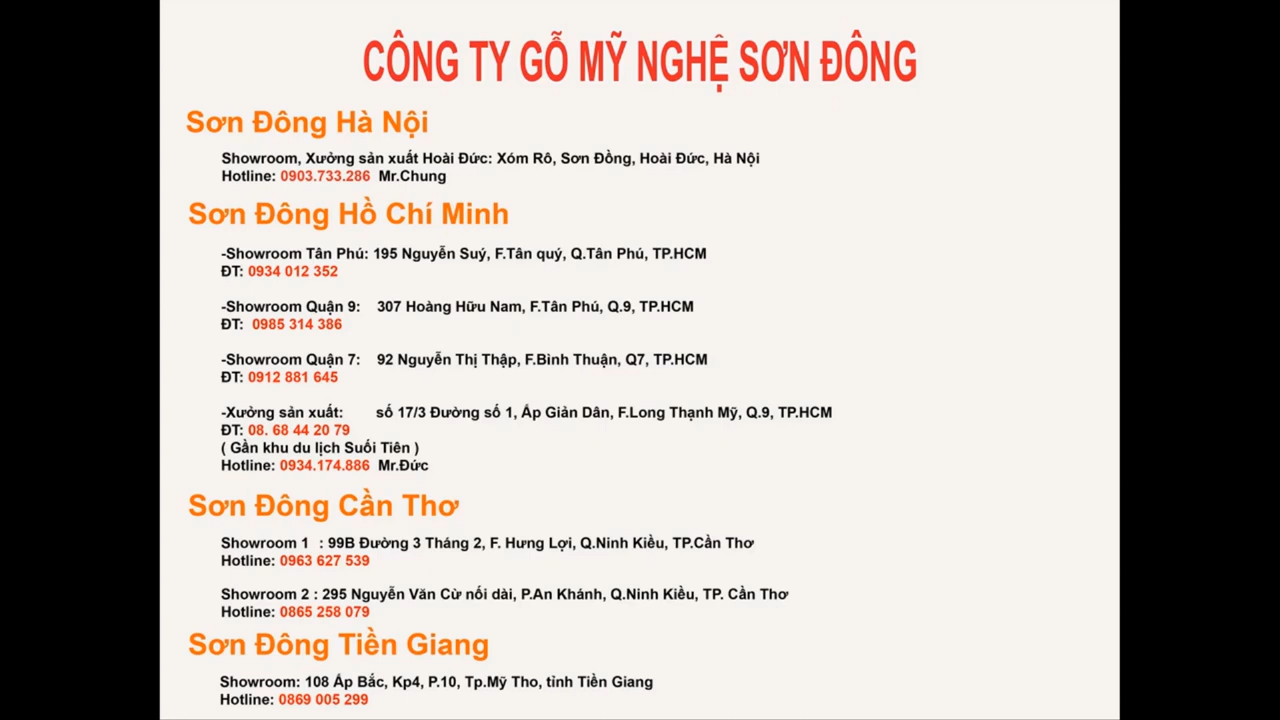 CÔNG TY GỖ MỸ NGHỆ SƠN ĐÔNG
Sơn Đông Hà Nội
Showroom, Xưởng sản xuất Hoài Đức: Xóm Rô, Sơn Đồng, Hoài Đức, Hà Nội
Hotline: 0903.733.286 Mr.Chung
Sơn Đông Hồ Chí Minh
-Showroom Tân Phú: 195 Nguyễn Suý, F.Tân quý, Q.Tân Phú, TP.HCM
ĐT: 0934 012 352
-Showroom Quận 9: 307 Hoàng Hữu Nam, F.Tân Phú, Q.9, TP.HCM
ĐT: 0985 314 386
-Showroom Quận 7: 92 Nguyễn Thị Thập, F.Bình Thuận, Q7, TP.HCM
ĐT: 0912 881 645
-Xưởng sản xuất: số 17/3 Đường số 1, Ấp Giản Dân, F.Long Thạnh Mỹ, Q.9, TP.HCM
ĐT: 08. 68 44 20 79
( Gần khu du lịch Suối Tiên )
Hotline: 0934.174.886 Mr.Đức
Sơn Đông Cần Thơ
Showroom 1 : 99B Đường 3 Tháng 2, F. Hưng Lợi, Q.Ninh Kiều, TP.Cần Thơ
Hotline: 0963 627 539
Showroom 2 : 295 Nguyễn Văn Cừ nối dài, P.An Khánh, Q.Ninh Kiều, TP. Cần Thơ
Hotline: 0865 258 079
Sơn Đông Tiền Giang
Showroom: 108 Ấp Bắc, Kp4, P.10, Tp.Mỹ Tho, tỉnh Tiền Giang
Hotline: 0869 005 299